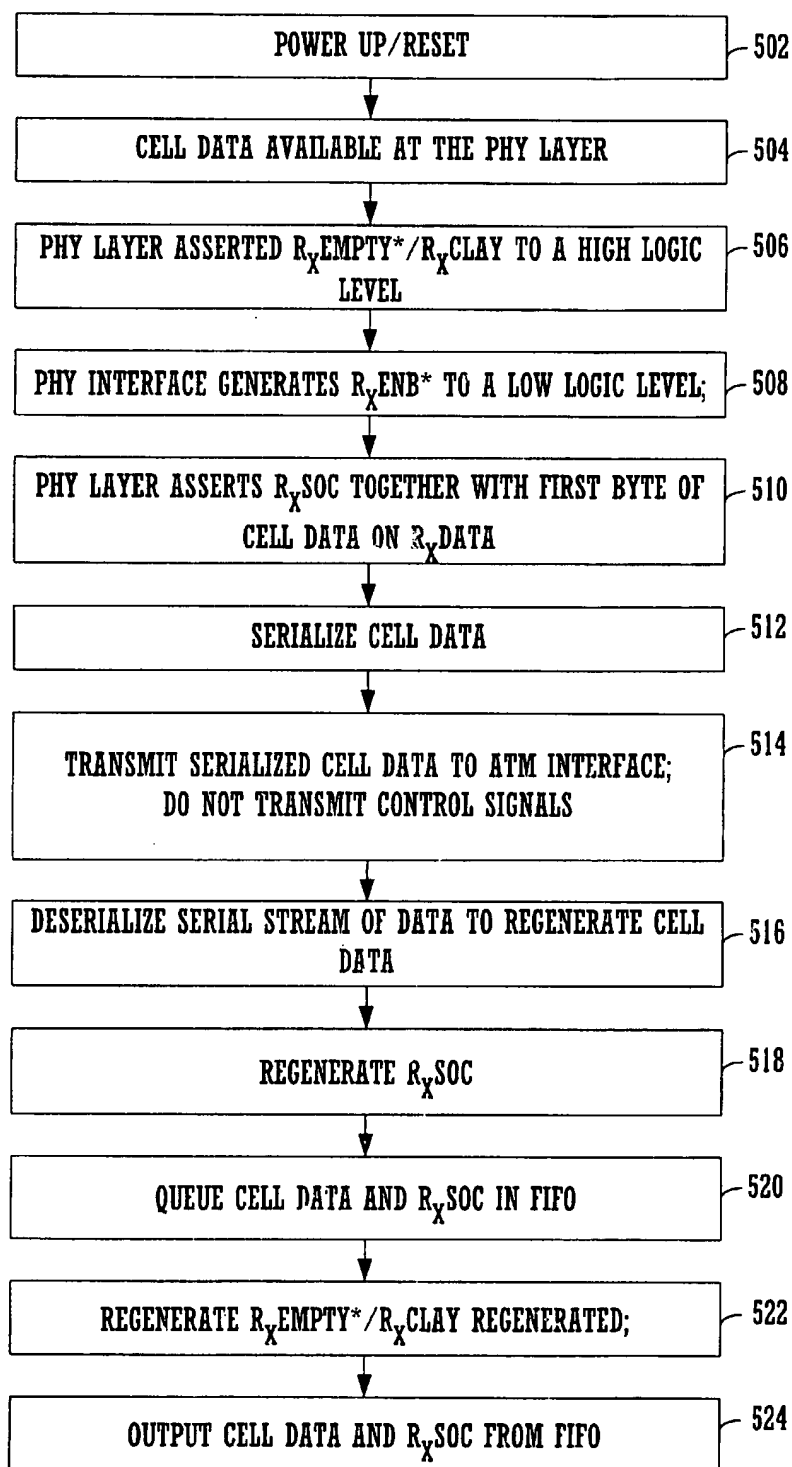 POWER UP/RESET
502
CELL DATA AVAILABLE AT THE PHY LAYER
504
PHY LAYER ASSERTED RXEMPTY*/RXCLAY TO A HIGH LOGIC
LEVEL
506
PHY INTERFACE GENERATES RXENB* TO A LOW LOGIC LEVEL;
508
PHY LAYER ASSERTS RXSOC TOGETHER WITH FIRST BYTE OF
CELL DATA ON RXDATA
510
SERIALIZE CELL DATA
512
TRANSMIT SERIALIZED CELL DATA TO ATM INTERFACE;
DO NOT TRANSMIT CONTROL SIGNALS
514
DESERIALIZE SERIAL STREAM OF DATA TO REGENERATE CELL
DATA
516
REGENERATE RXSOC
518
QUEUE CELL DATA AND RXSOC IN FIFO
520
REGENERATE RXEMPTY*/RXCLAY REGENERATED;
522
OUTPUT CELL DATA AND RXSOC FROM FIFO
524